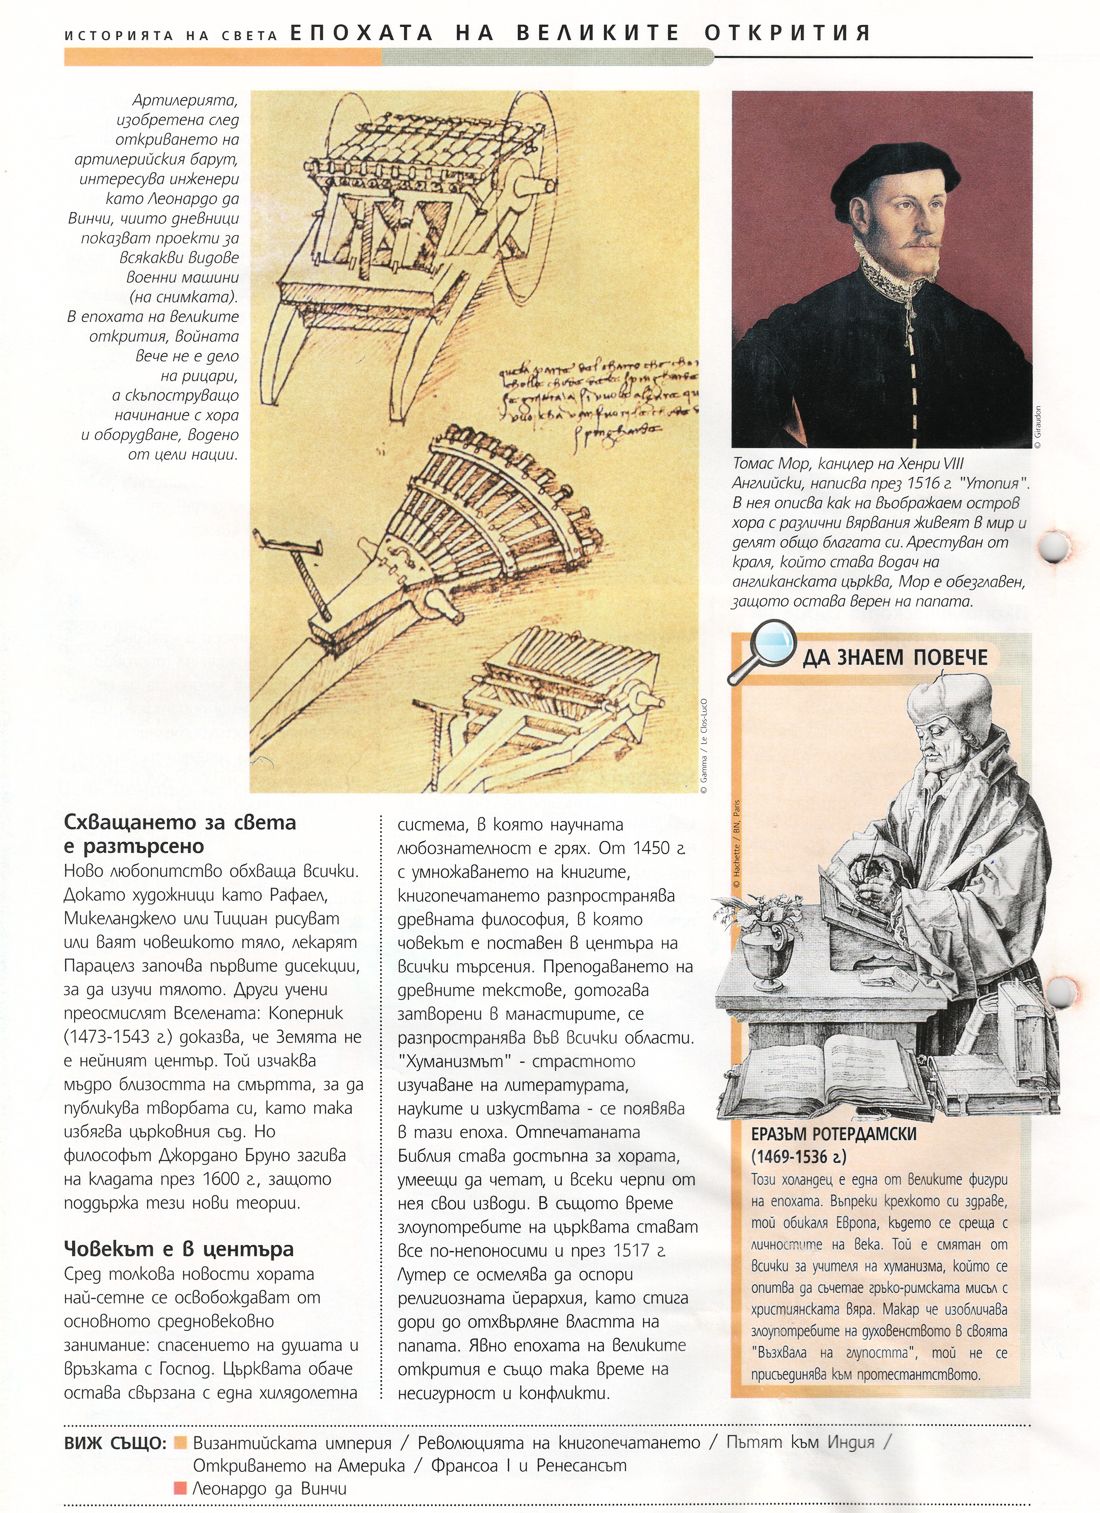 ИСТОРИЯТА НА СВЕТА ЕПОХАТА НА ВЕЛИКИТЕ ОТКРИТИЯ
Артилерията,
изобретена след
откриването на
артилерийския барут,
интересува инженери
като Леонардо да
Винчи, чиито дневници
показват проекти за
всякакви видове
военни машини
(на снимката).
В епохата на великите
открития, войната
вече не е дело
на рицари,
а скъпоструващо
начинание с хора
и оборудване, водено
от цели нации.
© Gamma / Le Clos-LucO
© Giraudon
Томас Мор, канцлер на Хенри VIII
Английски, написва през 1516 г. "Утопия".
В нея описва как на въображаем остров
хора с различни вярвания живеят в мир и
делят общо благата си. Арестуван от
краля, който става водач на
англиканската църква, Мор е обезглавен,
защото остава верен на папата.
Схващането за света
е разтърсено
Ново любопитство обхваща всички.
Докато художници като Рафаел,
Микеланджело или Тициан рисуват
или ваят човешкото тяло, лекарят
Парацелз започва първите дисекции,
за да изучи тялото. Други учени
преосмислят Вселената: Коперник
(1473-1543 г.) доказва, че Земята не
е нейният център. Той изчаква
мъдро близостта на смъртта, за да
публикува творбата си, като така
избягва църковния съд. Но
философът Джордано Бруно загива
на кладата през 1600 г., защото
поддържа тези нови теории.
Човекът е в центъра
Сред толкова новости хората
най-сетне се освобождават от
основното средновековно
занимание: спасението на душата и
връзката с Господ. Църквата обаче
остава свързана с една хилядолетна
система, в която научната
любознателност е грях. От 1450 г.
с умножаването на книгите,
книгопечатането разпространява
древната философия, в която
човекът е поставен в центъра на
всички търсения. Преподаването на
древните текстове, дотогава
затворени в манастирите, се
разпространява във всички области.
"Хуманизмът" - страстното
изучаване на литературата,
науките и изкуствата - се появява
в тази епоха. Отпечатаната
Библия става достъпна за хората,
умеещи да четат, и всеки черпи от
нея свои изводи. В същото време
злоупотребите на църквата стават
все по-непоносими и през 1517 г.
Лутер се осмелява да оспори
религиозната йерархия, като стига
дори до отхвърляне властта на
папата. Явно епохата на Великите
открития е също така време на
несигурност и конфликти.
ДА ЗНАЕМ ПОВЕЧЕ
© Hachette / BN, Paris
ЕРАЗЪМ РОТЕРДАМСКИ
(1469-1536 г.)
Този холандец е една от великите фигури
на епохата. Въпреки крехкото си здраве,
той обикаля Европа, където се среща с
личностите на века. Той е смятан от
всички за учителя на хуманизма, който се
опитва да съчетае гръко-римската мисъл с
християнската вяра. Макар че изобличава
злоупотребите на духовенството в своята
"Възхвала на глупостта", той не се
присъединява към протестантството.
ВИЖ СЪЩО: Византийската империя / Революцията на книгопечатането / Пътят към Индия /
Откриването на Америка / Франсоа I и Ренесансът
Леонардо да Винчи